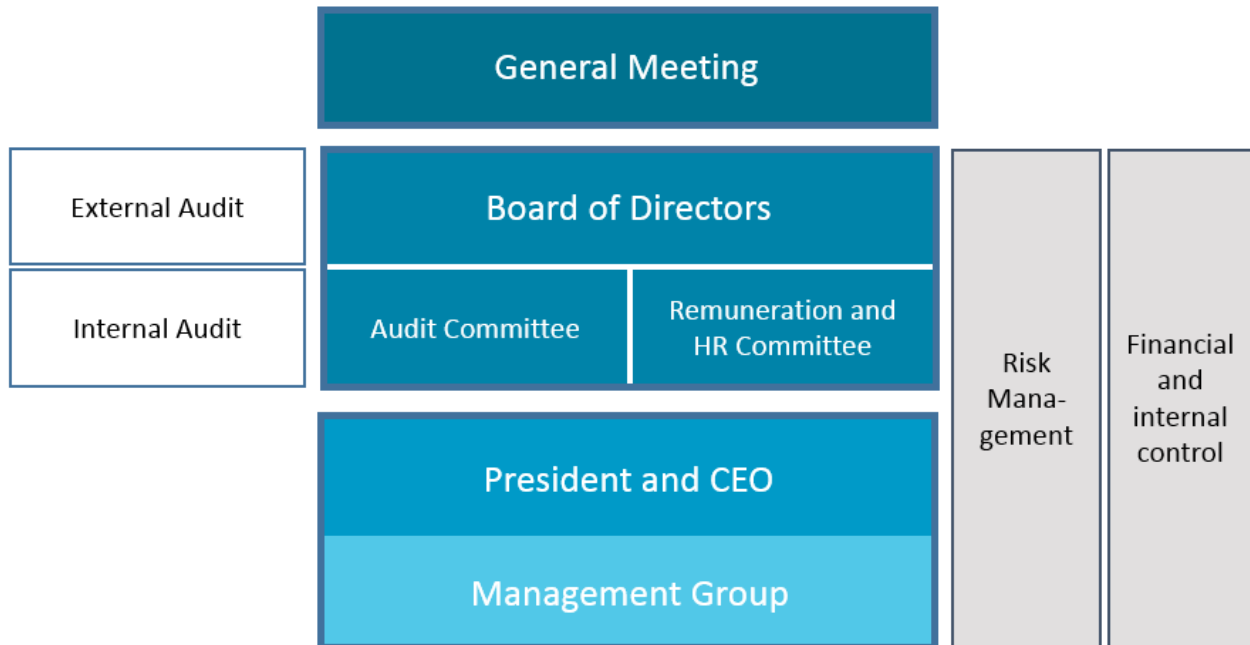 General Meeting
External Audit
Board of Directors
Internal Audit
Audit Committee
Remuneration and
HR Committee
Risk
Mana-
gement
Financial
and
internal
control
President and CEO
Management Group